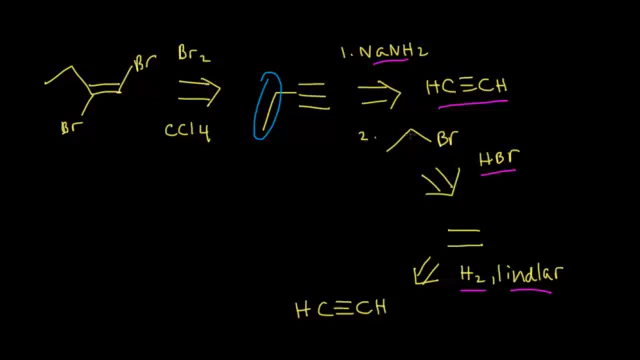 Br
Br2
Br
CCl4
1. NaNH2
2.
Br
HC≡CH
HBr
H2, lindlar
HC≡CH